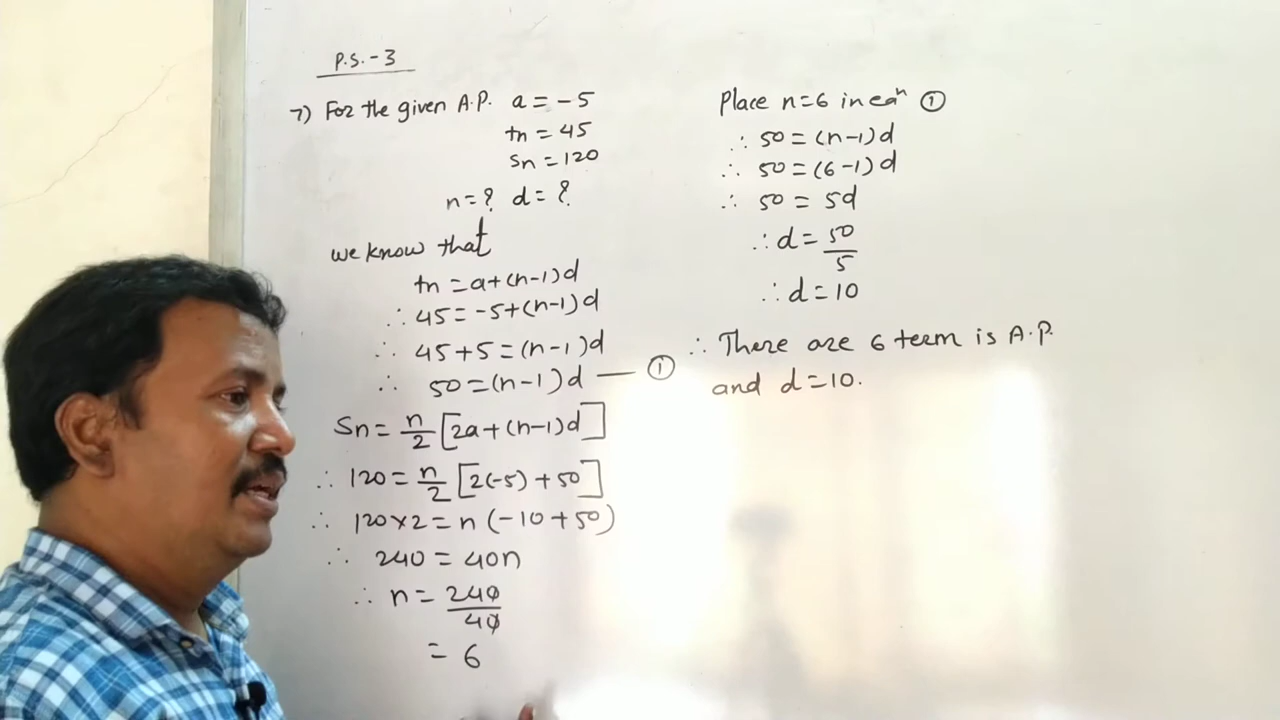 P.S.-3
7) For the given A.P. a = -5
tn = 45
Sn = 120
n = ? d = ?
we know that
tn = a+(n-1)d
∴ 45 = -5+(n-1)d
∴ 45+5 = (n-1)d
∴ 50 = (n-1)d — ①
Sn = n/2 [2a+(n-1)d]
∴ 120 = n/2 [2(-5)+50]
∴ 120×2 = n(-10+50)
∴ 240 = 40n
∴ n = 240/40
= 6
Place n=6 in eqⁿ ①
∴ 50 = (n-1)d
∴ 50 = (6-1)d
∴ 50 = 5d
∴ d = 50/5
∴ d = 10
∴ There are 6 term is A.P.
and d = 10.